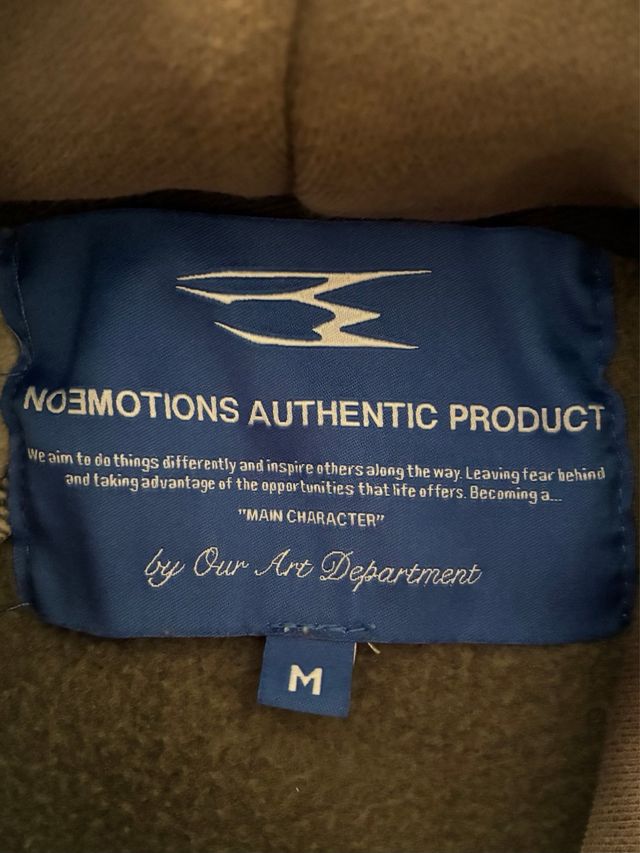 NOƎMOTIONS AUTHENTIC PRODUCT
We aim to do things differently and inspire others along the way. Leaving fear behind
and taking advantage of the opportunities that life offers. Becoming a...
"MAIN CHARACTER"
by Our Art Department
M